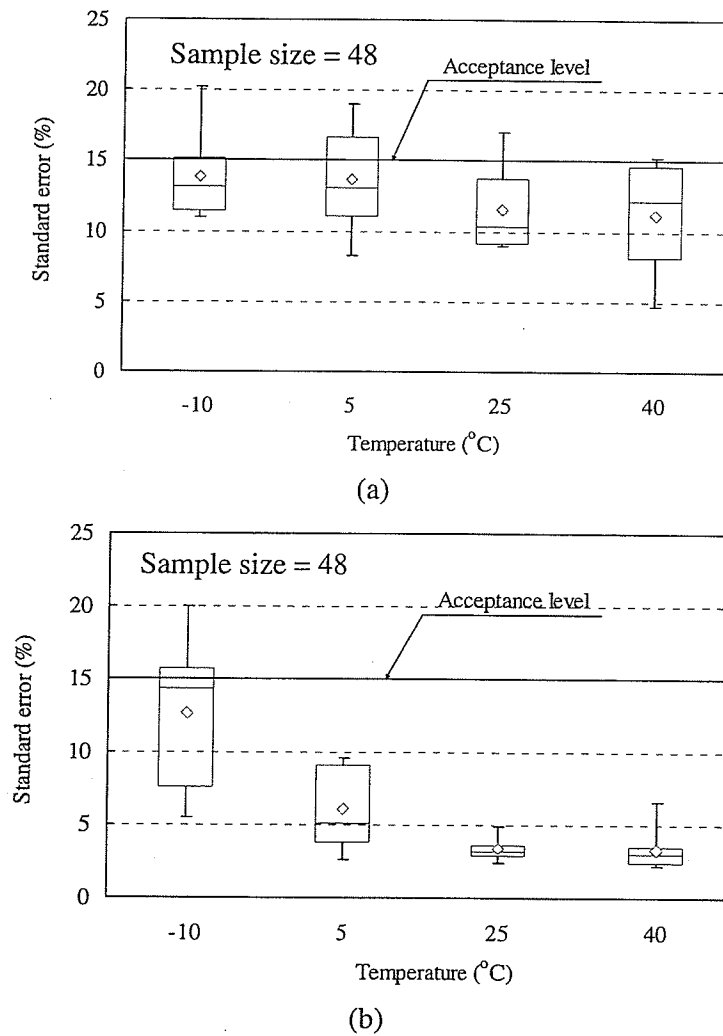 25
Sample size = 48
Acceptance level
20
15
10
5
0
Standard error (%)
-10 5 25 40
Temperature (°C)
(a)
25
Sample size = 48
Acceptance level
20
15
10
5
0
Standard error (%)
-10 5 25 40
Temperature (°C)
(b)